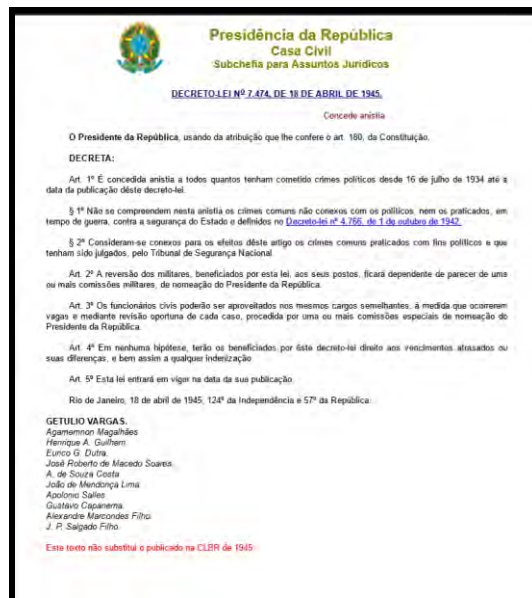 Presidência da República
Casa Civil
Subchefia para Assuntos Jurídicos
DECRETO-LEI Nº 7.474, DE 18 DE ABRIL DE 1945.
Concede anistia
O Presidente da República, usando da atribuição que lhe confere o art. 180, da Constituição,
DECRETA:
Art. 1º É concedida anistia a todos quantos tenham cometido crimes políticos desde 16 de julho de 1934 até a
data da publicação dêste decreto-lei.
§ 1º Não se compreendem nesta anistia os crimes comuns não conexos com os políticos, nem os praticados, em
tempo de guerra, contra a segurança do Estado e definidos no Decreto-lei nº 4.766, de 1 de outubro de 1942.
§ 2º Consideram-se conexos para os efeitos dêste artigo os crimes comuns praticados com fins políticos e que
tenham sido julgados, pelo Tribunal de Segurança Nacional.
Art. 2º A reversão dos militares, beneficiados por esta lei, aos seus postos, ficará dependente de parecer de uma
ou mais comissões militares, de nomeação do Presidente da República.
Art. 3º Os funcionários civis poderão ser aproveitados nos mesmos cargos semelhantes, à medida que ocorrerem
vagas e mediante revisão oportuna de cada caso, procedida por uma ou mais comissões especiais de nomeação do
Presidente da República.
Art. 4º Em nenhuma hipótese, terão os beneficiados por êste decreto-lei direito aos vencimentos atrasados ou
suas diferenças, e bem assim a qualquer indenização.
Art. 5º Esta lei entrará em vigor na data da sua publicação.
Rio de Janeiro, 18 de abril de 1945, 124º da Independência e 57º da República.
GETULIO VARGAS.
Agamemnon Magalhães
Henrique A. Guilhem
Eurico G. Dutra.
José Roberto de Macedo Soares
A. de Souza Costa
João de Mendonça Lima
Apolonio Salles
Gustavo Capanema.
Alexandre Marcondes Filho.
J. P. Salgado Filho.
Este texto não substitui o publicado na CLBR de 1945